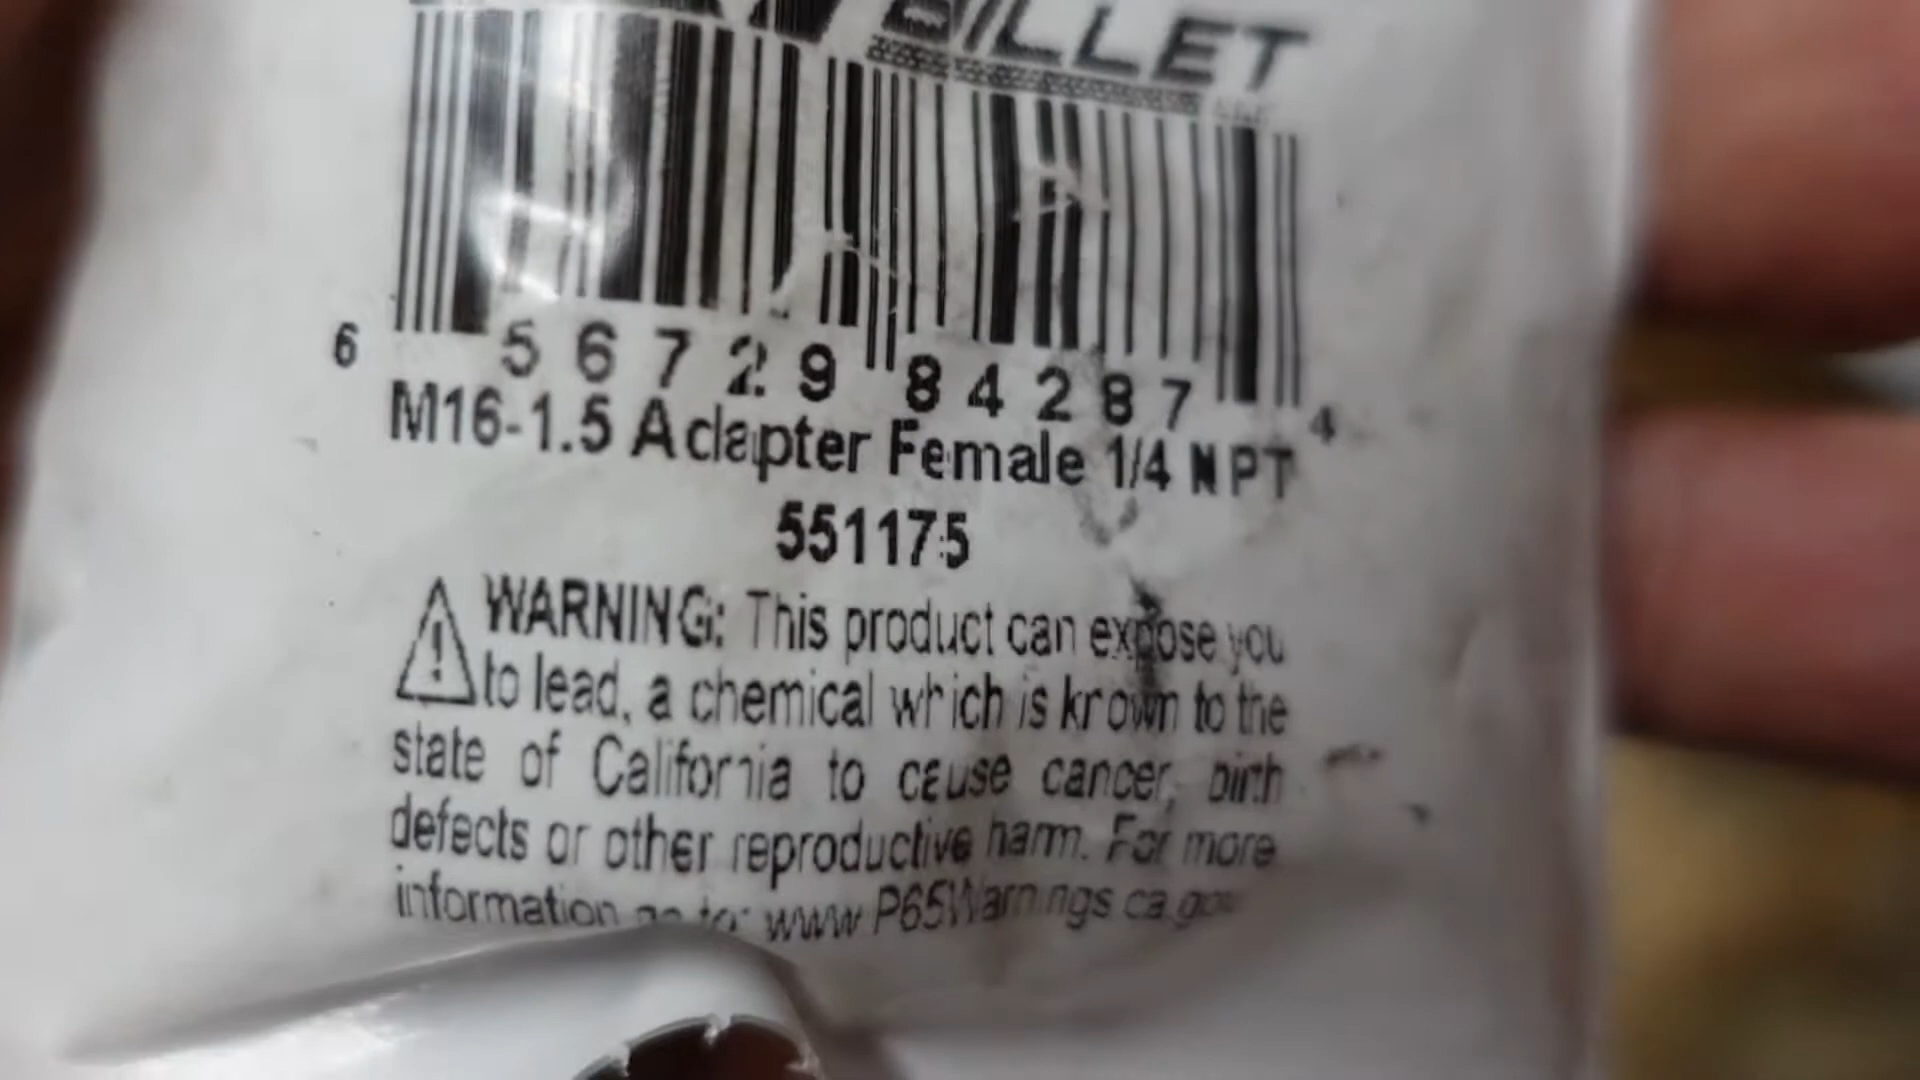 BILLET
6 56729 84287 4
M16-1.5 Adapter Female 1/4 NPT
551175
WARNING: This product can expose you
to lead, a chemical which is known to the
state of California to cause cancer, birth
defects or other reproductive harm. For more
information go to: www.P65Warnings.ca.gov